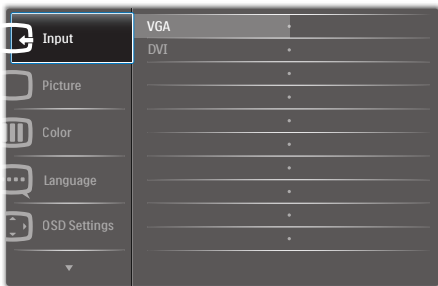 Input
Picture
Color
Language
OSD Settings
VGA
DVI